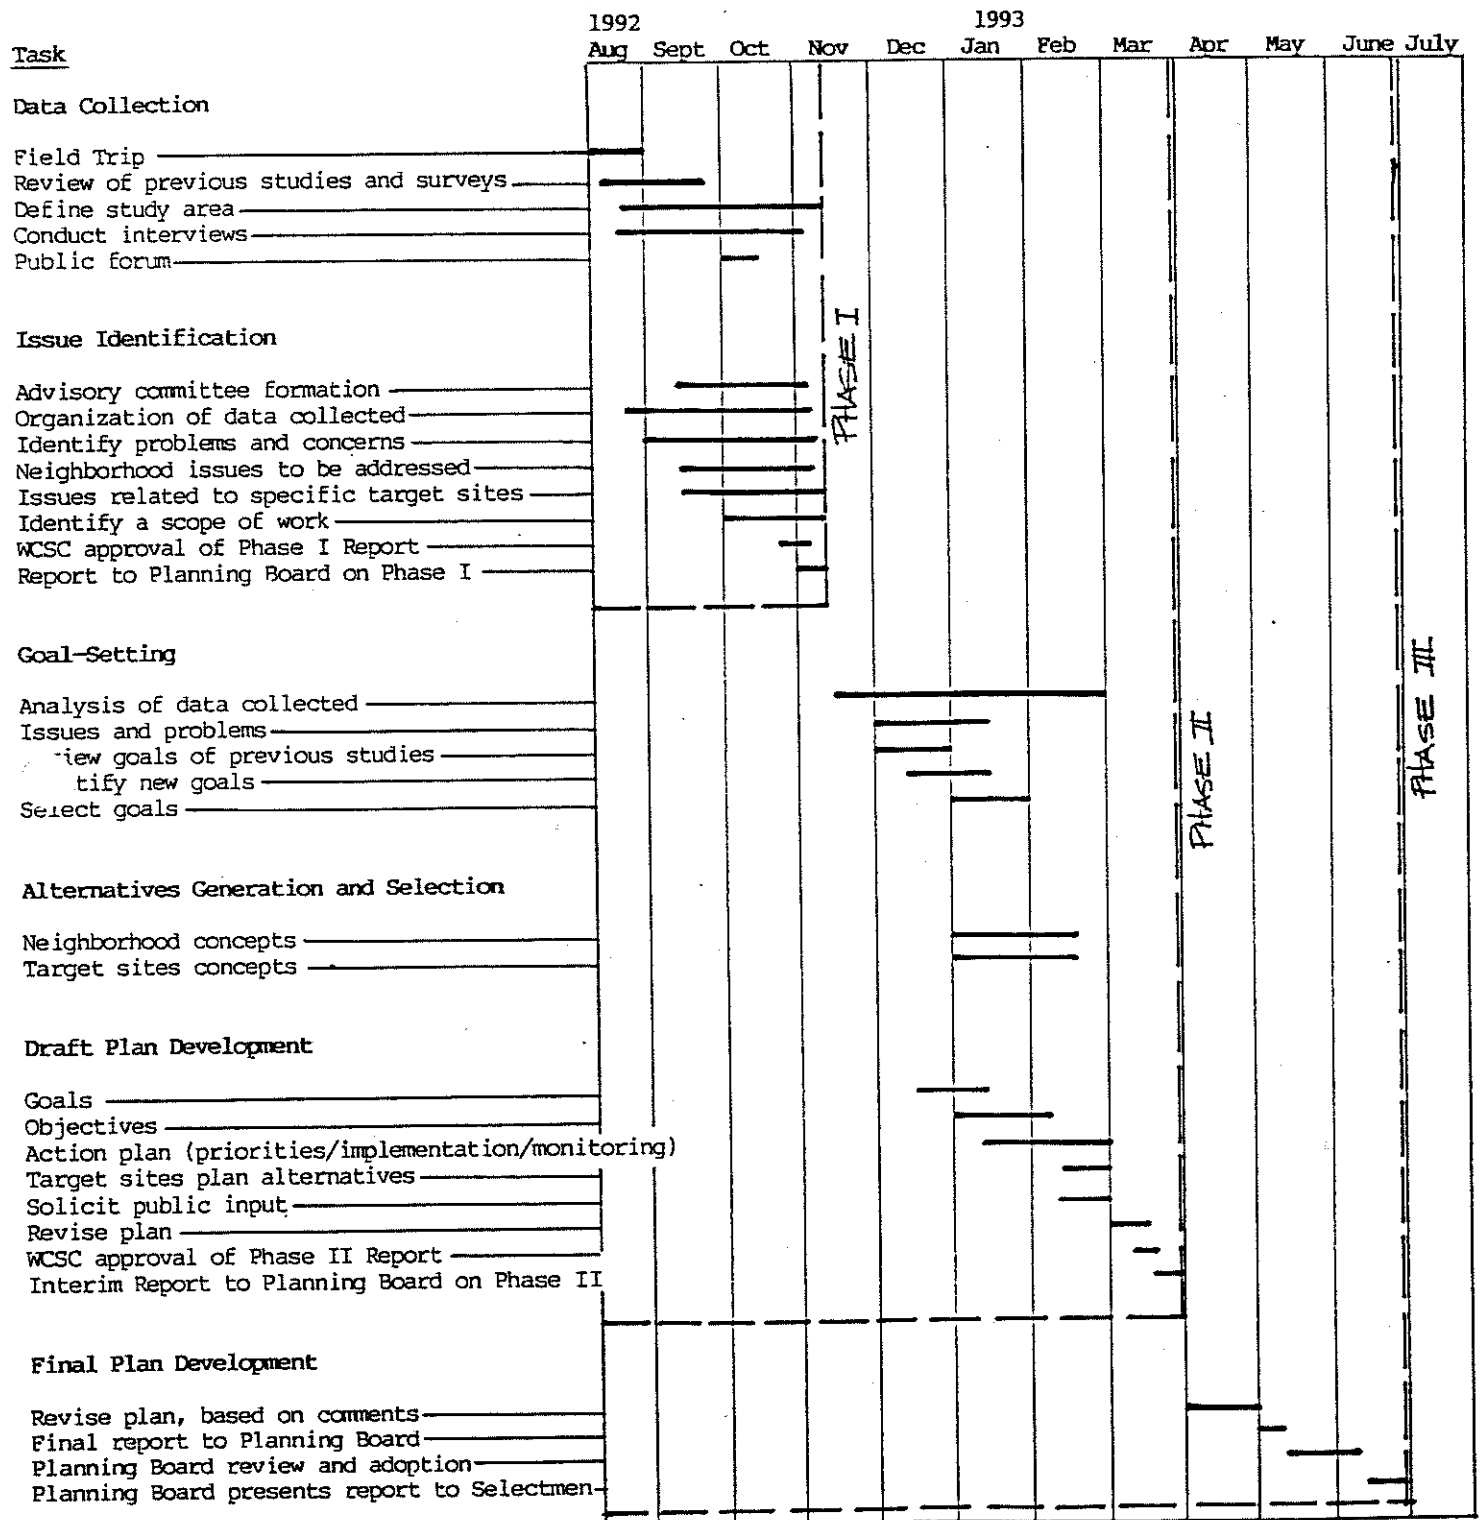 1992 1993
Task Aug Sept Oct Nov Dec Jan Feb Mar Apr May June July
Data Collection
Field Trip
Review of previous studies and surveys
Define study area
Conduct interviews
Public forum
PHASE I
Issue Identification
Advisory committee formation
Organization of data collected
Identify problems and concerns
Neighborhood issues to be addressed
Issues related to specific target sites
Identify a scope of work
WCSC approval of Phase I Report
Report to Planning Board on Phase I
Goal-Setting
Analysis of data collected
Issues and problems
iew goals of previous studies
tify new goals
Select goals
PHASE II
PHASE III
Alternatives Generation and Selection
Neighborhood concepts
Target sites concepts
Draft Plan Development
Goals
Objectives
Action plan (priorities/implementation/monitoring)
Target sites plan alternatives
Solicit public input
Revise plan
WCSC approval of Phase II Report
Interim Report to Planning Board on Phase II
Final Plan Development
Revise plan, based on comments
Final report to Planning Board
Planning Board review and adoption
Planning Board presents report to Selectmen